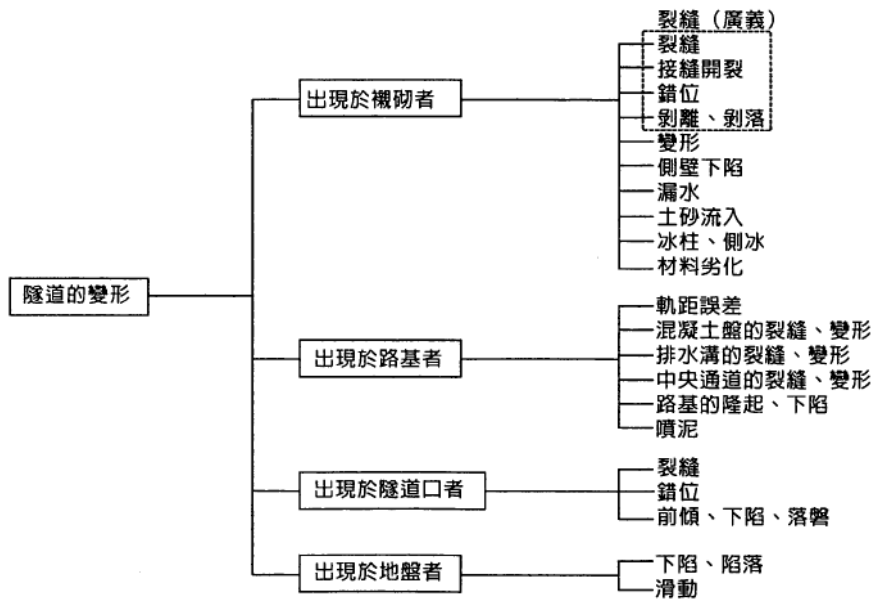 隧道的變形
出現於襯砌者
裂縫（廣義）
裂縫
接縫開裂
錯位
剝離、剝落
變形
側壁下陷
漏水
土砂流入
冰柱、側冰
材料劣化
出現於路基者
軌距誤差
混凝土盤的裂縫、變形
排水溝的裂縫、變形
中央通道的裂縫、變形
路基的隆起、下陷
噴泥
出現於隧道口者
裂縫
錯位
前傾、下陷、落磐
出現於地盤者
下陷、陷落
滑動